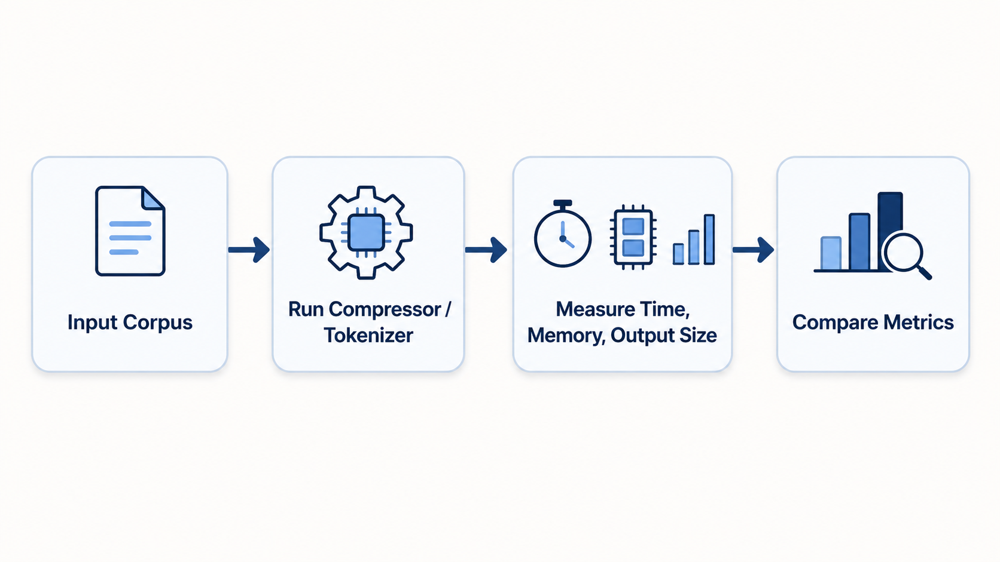 Input Corpus
Run Compressor /
Tokenizer
Measure Time,
Memory, Output Size
Compare Metrics